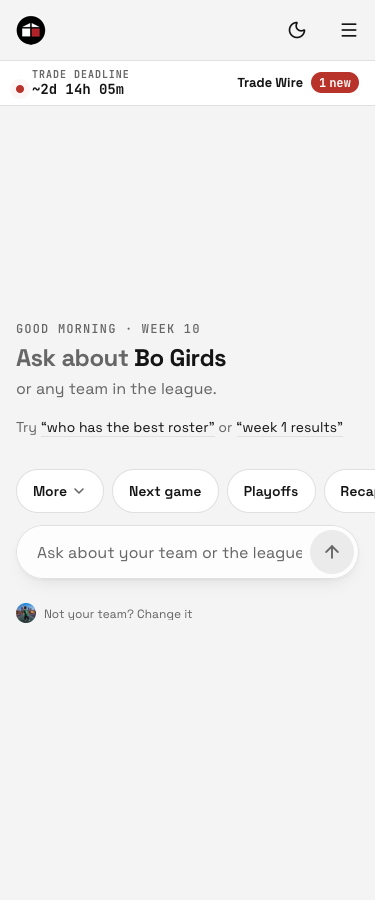 TRADE DEADLINE
~2d 14h 05m
Trade Wire 1 new
GOOD MORNING · WEEK 10
Ask about Bo Girds
or any team in the league.
Try “who has the best roster” or “week 1 results”
More Next game Playoffs Reca
Ask about your team or the league
Not your team? Change it